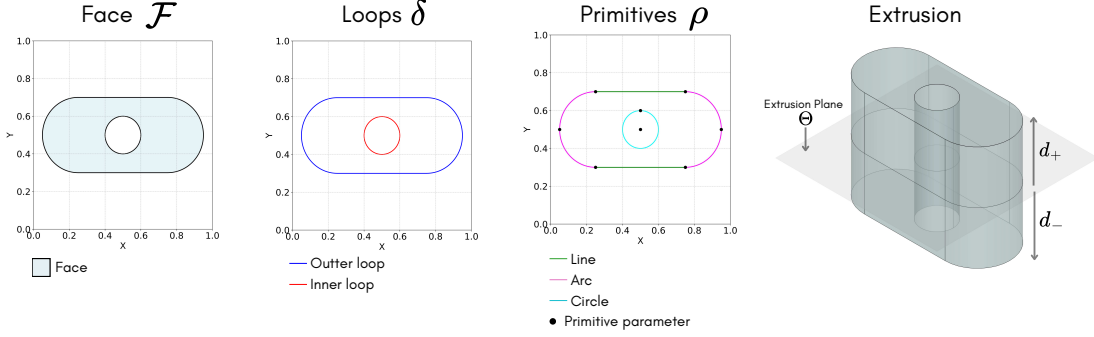 Face ℱ
1.0
0.8
0.6
0.4
0.2
0.0
0.0 0.2 0.4 0.6 0.8 1.0
Y
X
Face
Loops δ
1.0
0.8
0.6
0.4
0.2
0.0
0.0 0.2 0.4 0.6 0.8 1.0
Y
X
Outter loop
Inner loop
Primitives ρ
1.0
0.8
0.6
0.4
0.2
0.0
0.0 0.2 0.4 0.6 0.8 1.0
Y
X
Line
Arc
Circle
Primitive parameter
Extrusion
Extrusion Plane
Θ
d₊
d₋